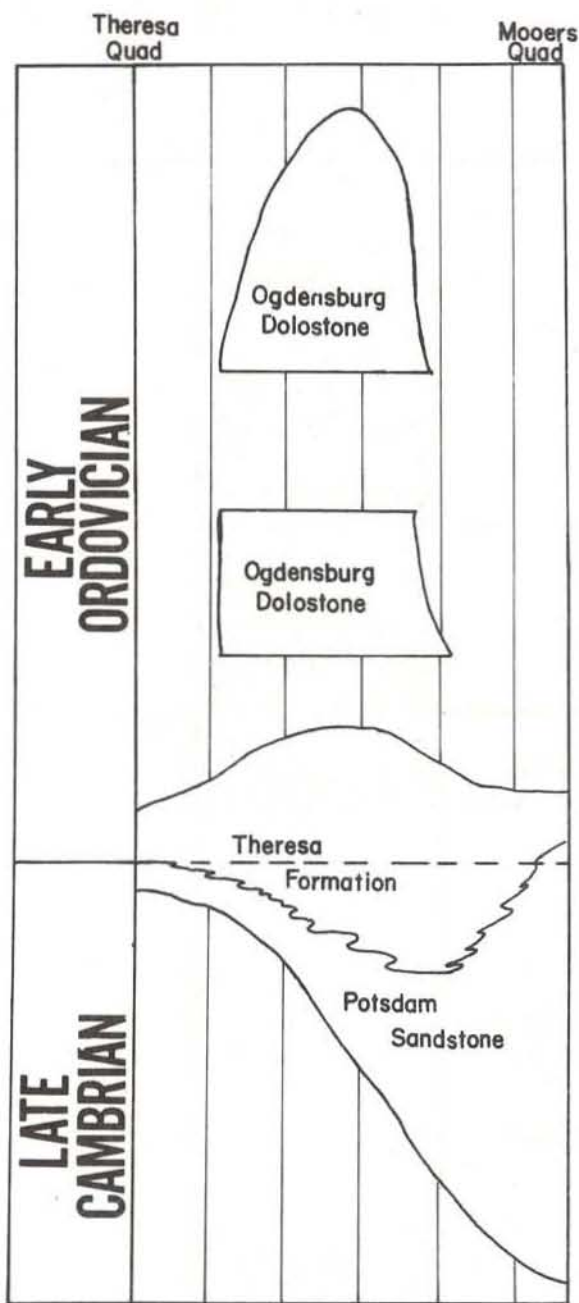 Theresa
Quad
Mooers
Quad
Ogdensburg
Dolostone
EARLY
ORDOVICIAN
Ogdensburg
Dolostone
Theresa
Formation
Potsdam
Sandstone
LATE
CAMBRIAN